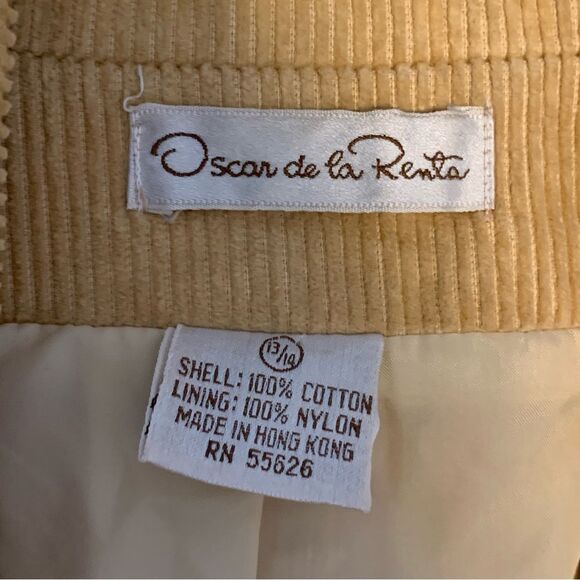 Oscar de la Renta
13/14
SHELL: 100% COTTON
LINING: 100% NYLON
MADE IN HONG KONG
RN 55626